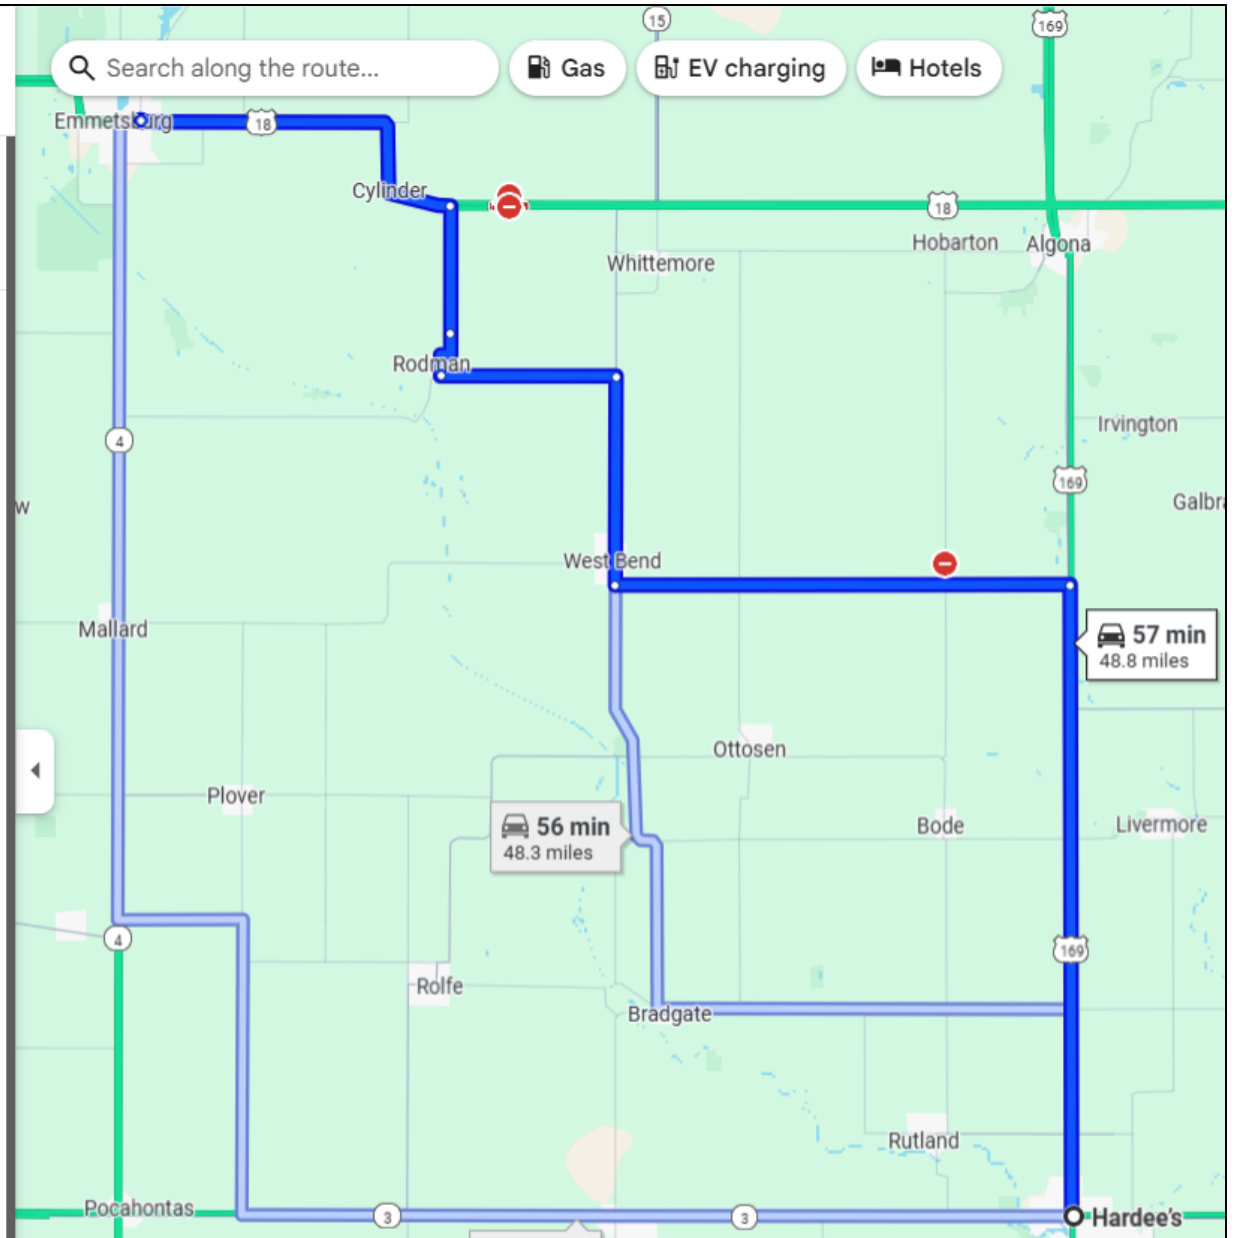 15
169
Search along the route...
Gas
EV charging
Hotels
Emmetsburg
18
Cylinder
18
Hobarton
Algona
Whittemore
Rodman
4
Irvington
169
Galbr
w
West Bend
57 min
48.8 miles
Mallard
Ottosen
Plover
56 min
48.3 miles
Bode
Livermore
4
169
Rolfe
Bradgate
Rutland
Pocahontas
3
3
Hardee's